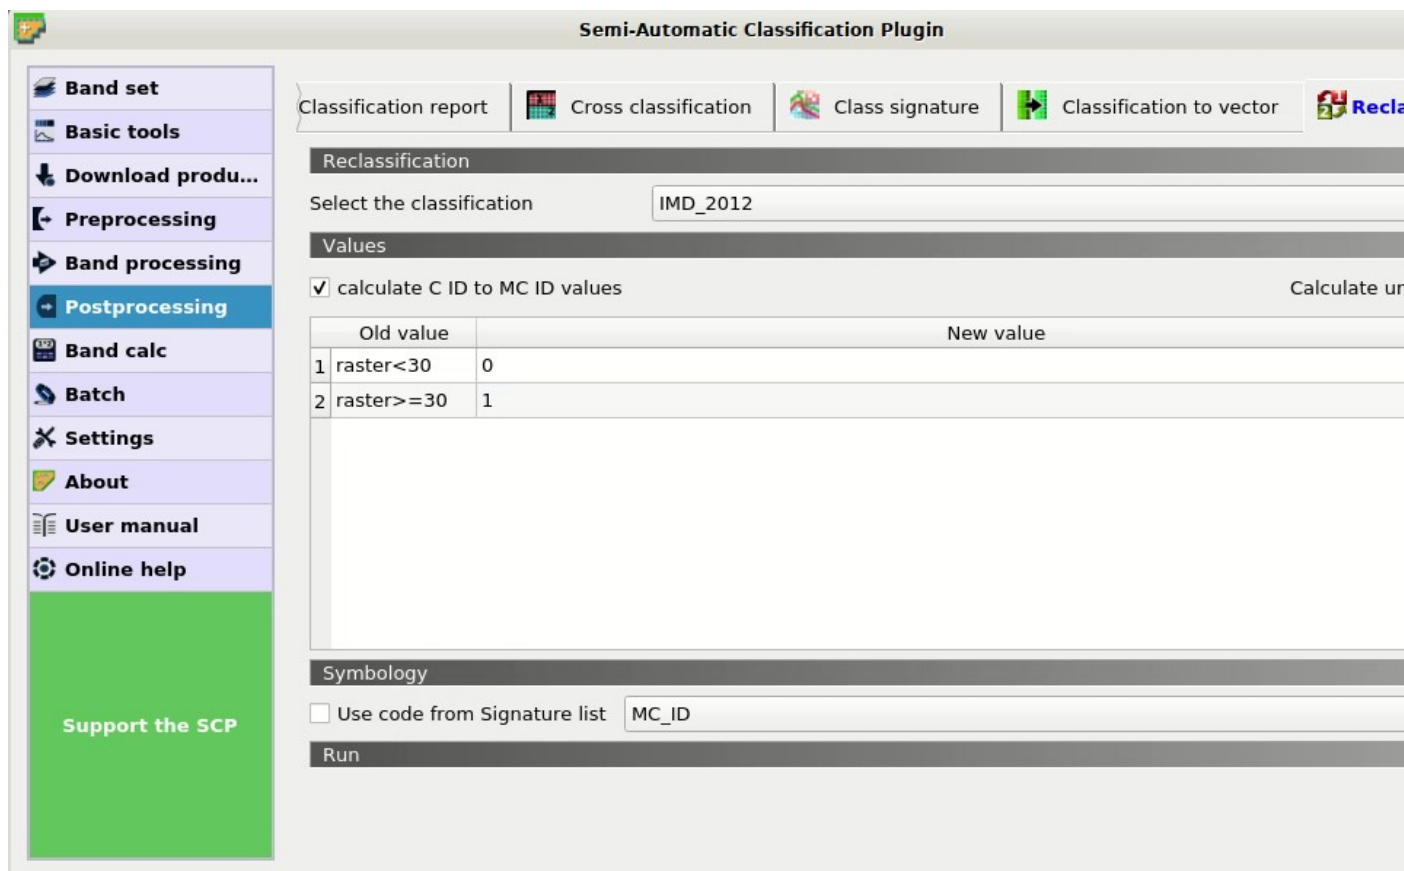 Semi-Automatic Classification Plugin
Band set
Basic tools
Download produ...
Preprocessing
Band processing
Postprocessing
Band calc
Batch
Settings
About
User manual
Online help
Support the SCP
Classification report Cross classification Class signature Classification to vector Recla
Reclassification
Select the classification IMD_2012
Values
calculate C ID to MC ID values Calculate un
Old value New value
1 raster<30 0
2 raster>=30 1
Symbology
Use code from Signature list MC_ID
Run